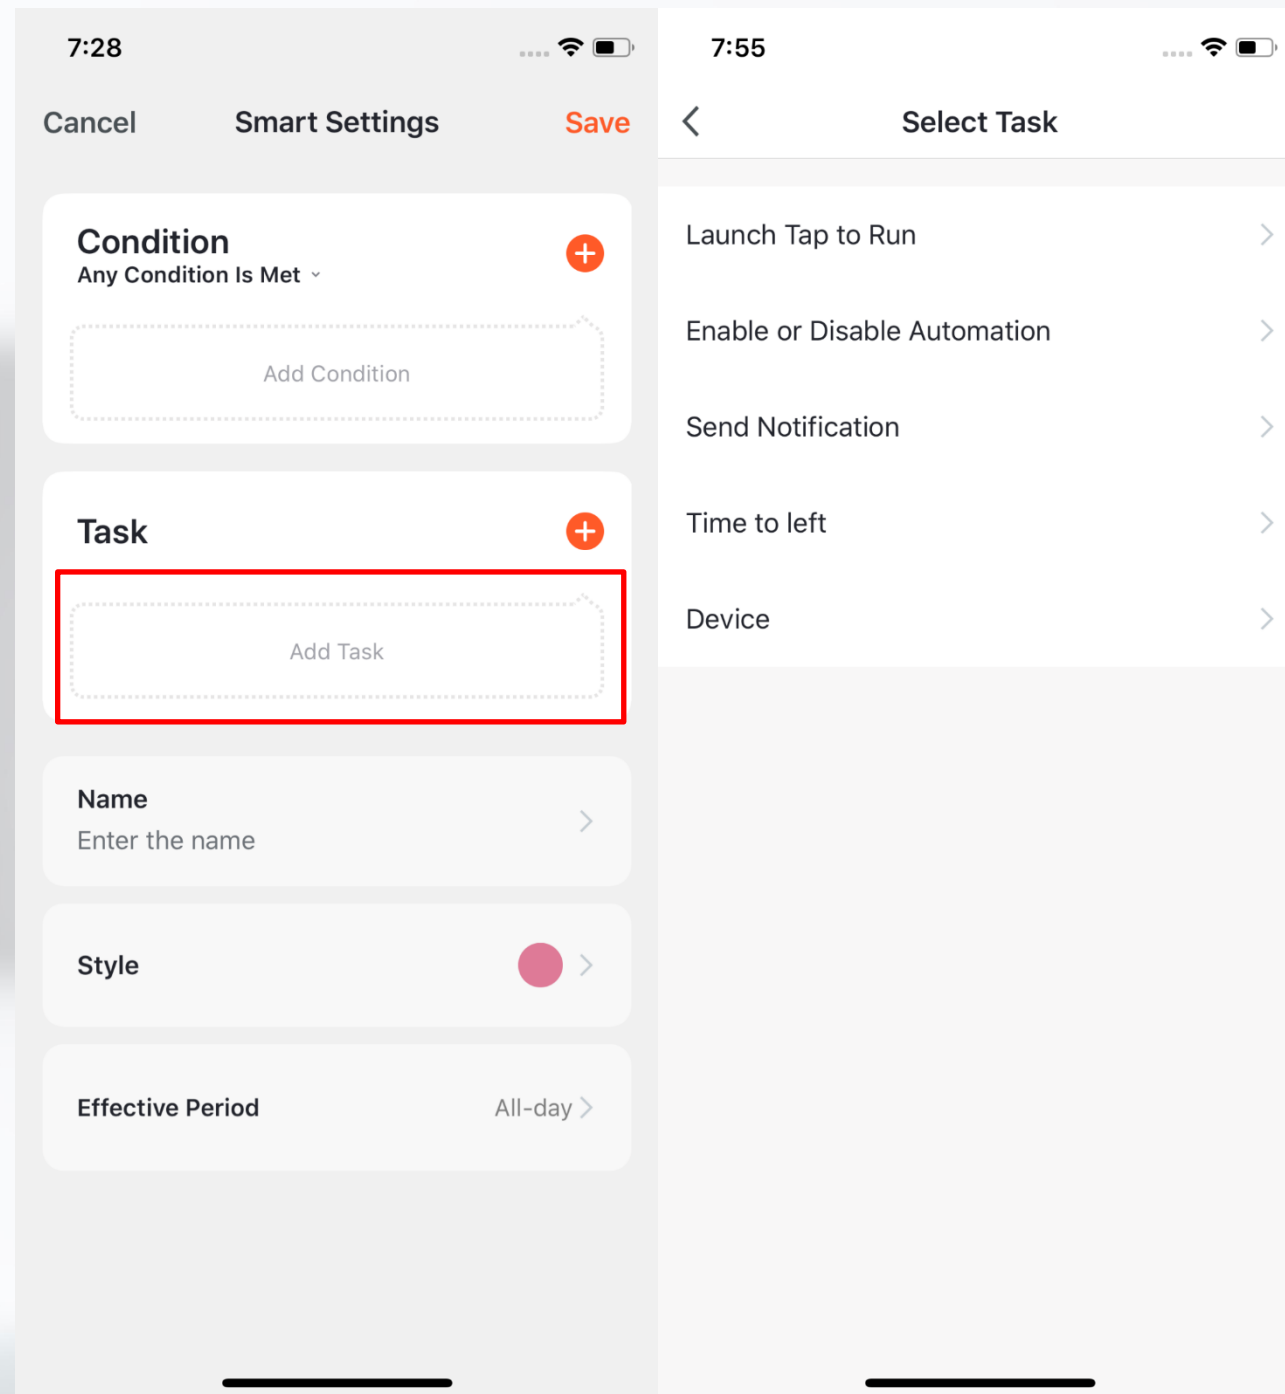 7:28
Cancel
Smart Settings
Save
Condition
Any Condition Is Met
Add Condition
Task
Add Task
Name
Enter the name
Style
Effective Period
All-day
7:55
Select Task
Launch Tap to Run
Enable or Disable Automation
Send Notification
Time to left
Device